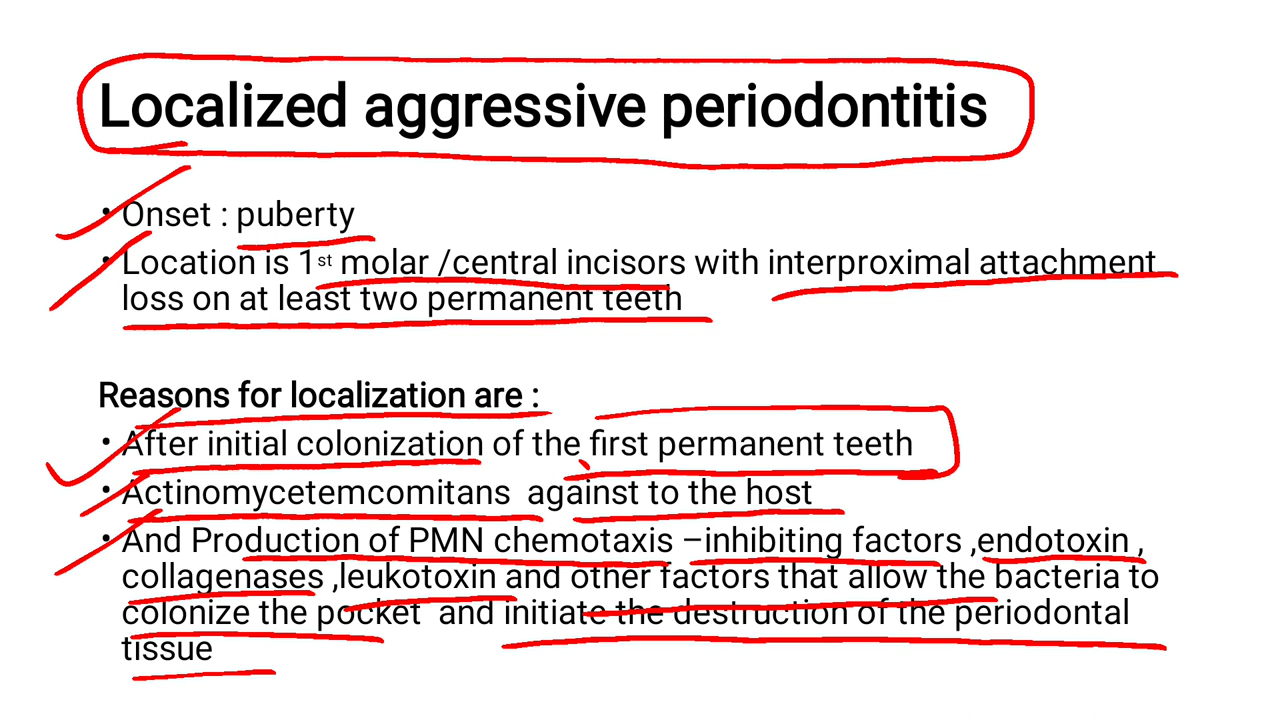 Localized aggressive periodontitis
• Onset : puberty
• Location is 1st molar /central incisors with interproximal attachment
loss on at least two permanent teeth
Reasons for localization are :
• After initial colonization of the first permanent teeth
• Actinomycetemcomitans against to the host
• And Production of PMN chemotaxis –inhibiting factors ,endotoxin ,
collagenases ,leukotoxin and other factors that allow the bacteria to
colonize the pocket and initiate the destruction of the periodontal
tissue